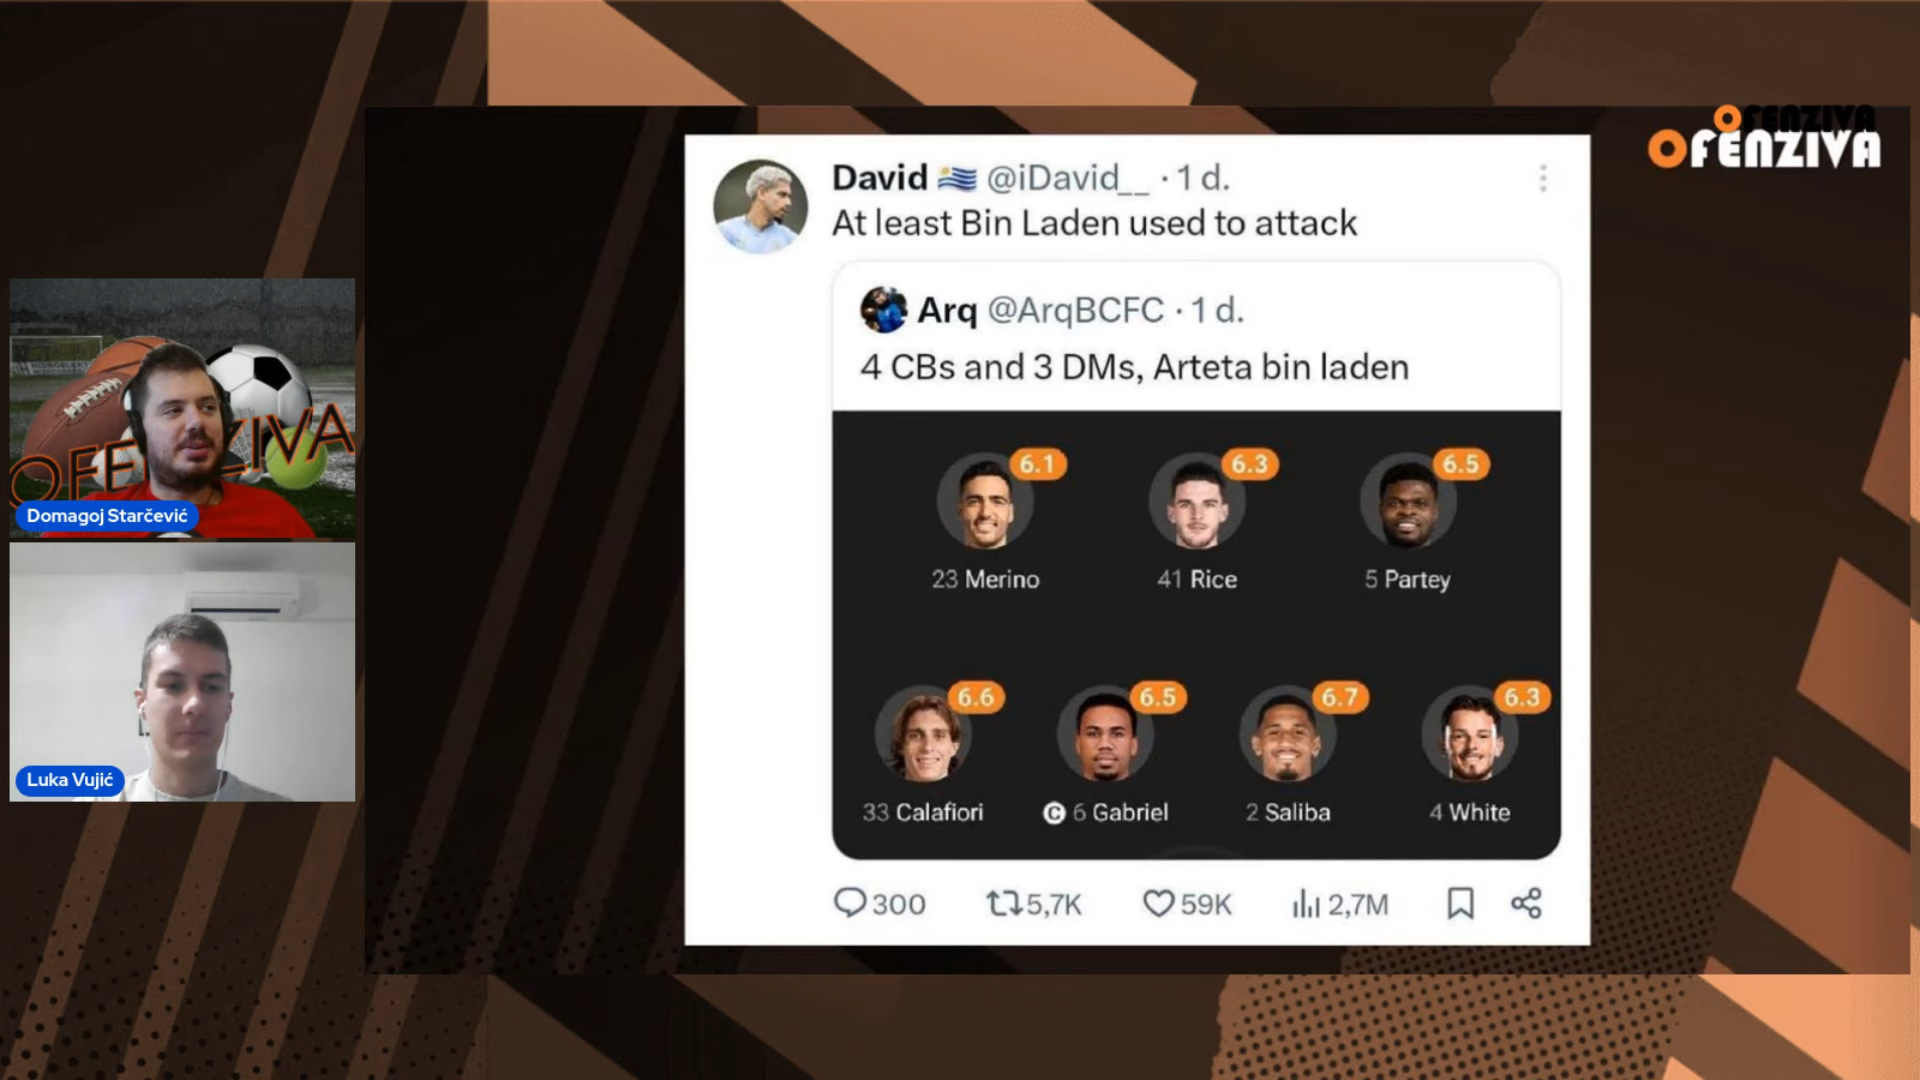 OFENZIVA
OFENZIVA
David @iDavid__ · 1 d.
At least Bin Laden used to attack
Arq @ArqBCFC · 1 d.
4 CBs and 3 DMs, Arteta bin laden
6.1 6.3 6.5
23 Merino 41 Rice 5 Partey
6.6 6.5 6.7 6.3
33 Calafiori C 6 Gabriel 2 Saliba 4 White
300 5,7K 59K 2,7M
OFENZIVA
Domagoj Starčević
Luka Vujić